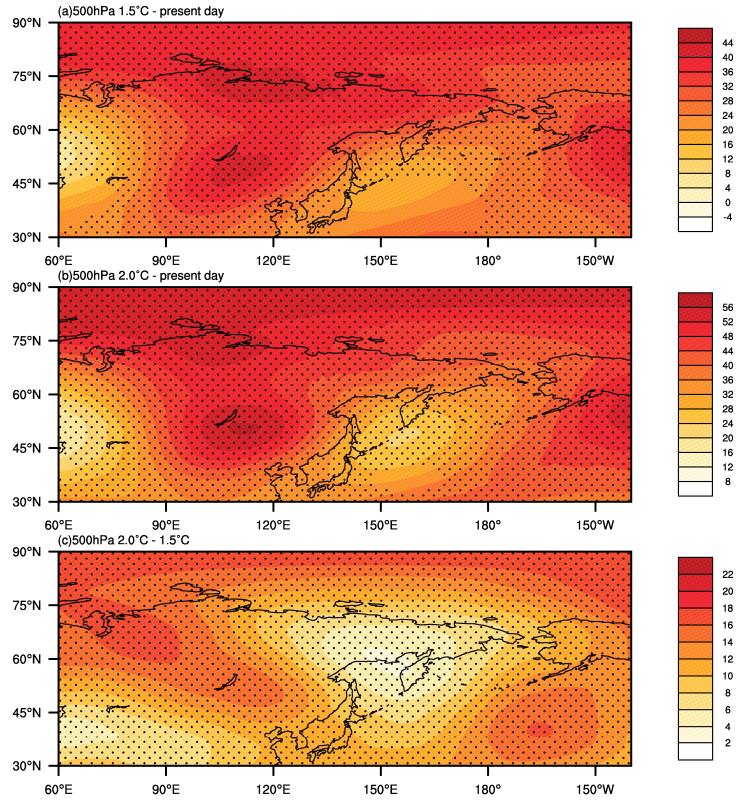 (a)500hPa 1.5°C - present day
90°N
75°N
60°N
45°N
30°N
60°E
90°E
120°E
150°E
180°
150°W
44
40
36
32
28
24
20
16
12
8
4
0
-4
(b)500hPa 2.0°C - present day
90°N
75°N
60°N
45°N
30°N
60°E
90°E
120°E
150°E
180°
150°W
56
52
48
44
40
36
32
28
24
20
16
12
8
(c)500hPa 2.0°C - 1.5°C
90°N
75°N
60°N
45°N
30°N
60°E
90°E
120°E
150°E
180°
150°W
22
20
18
16
14
12
10
8
6
4
2